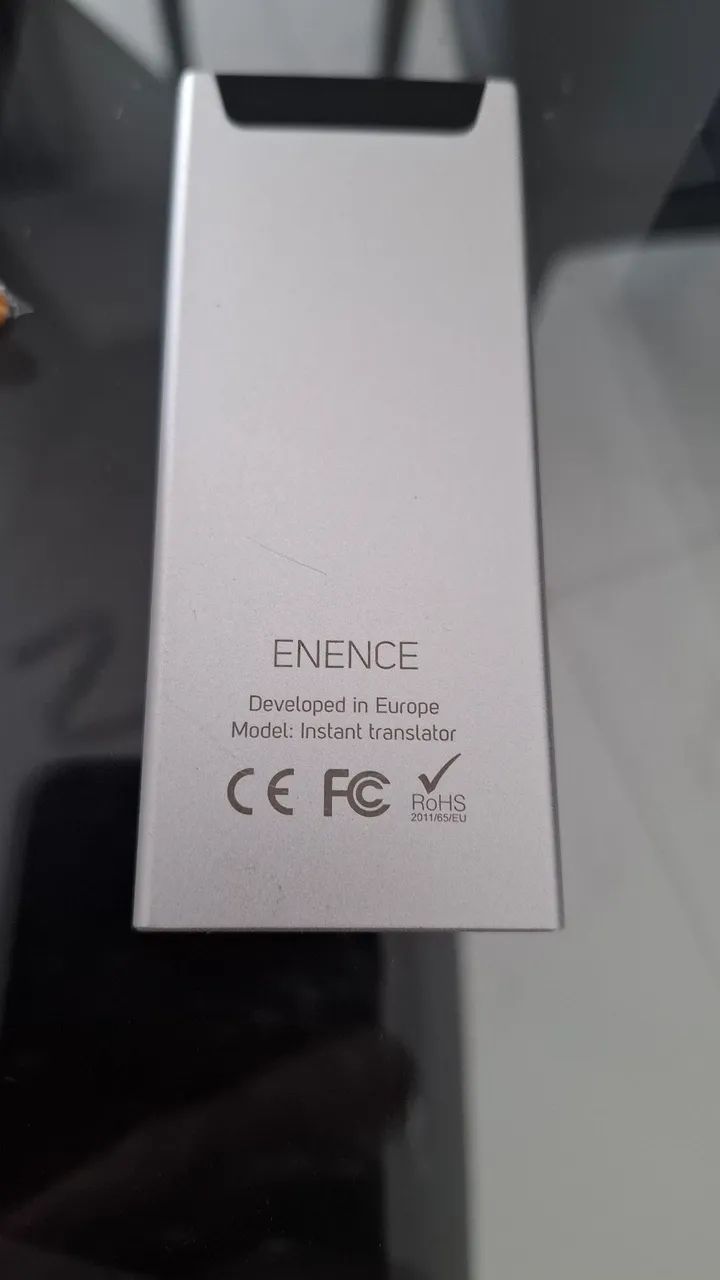 ENENCE
Developed in Europe
Model: Instant translator
CE FC RoHS
2011/65/EU